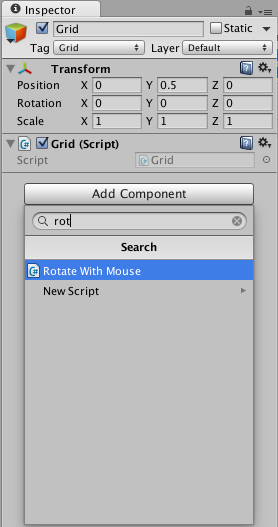 Inspector
Grid
Static
Tag Grid Layer Default
Transform
Position X 0 Y 0.5 Z 0
Rotation X 0 Y 0 Z 0
Scale X 1 Y 1 Z 1
Grid (Script)
Script Grid
Add Component
rot
Search
Rotate With Mouse
New Script